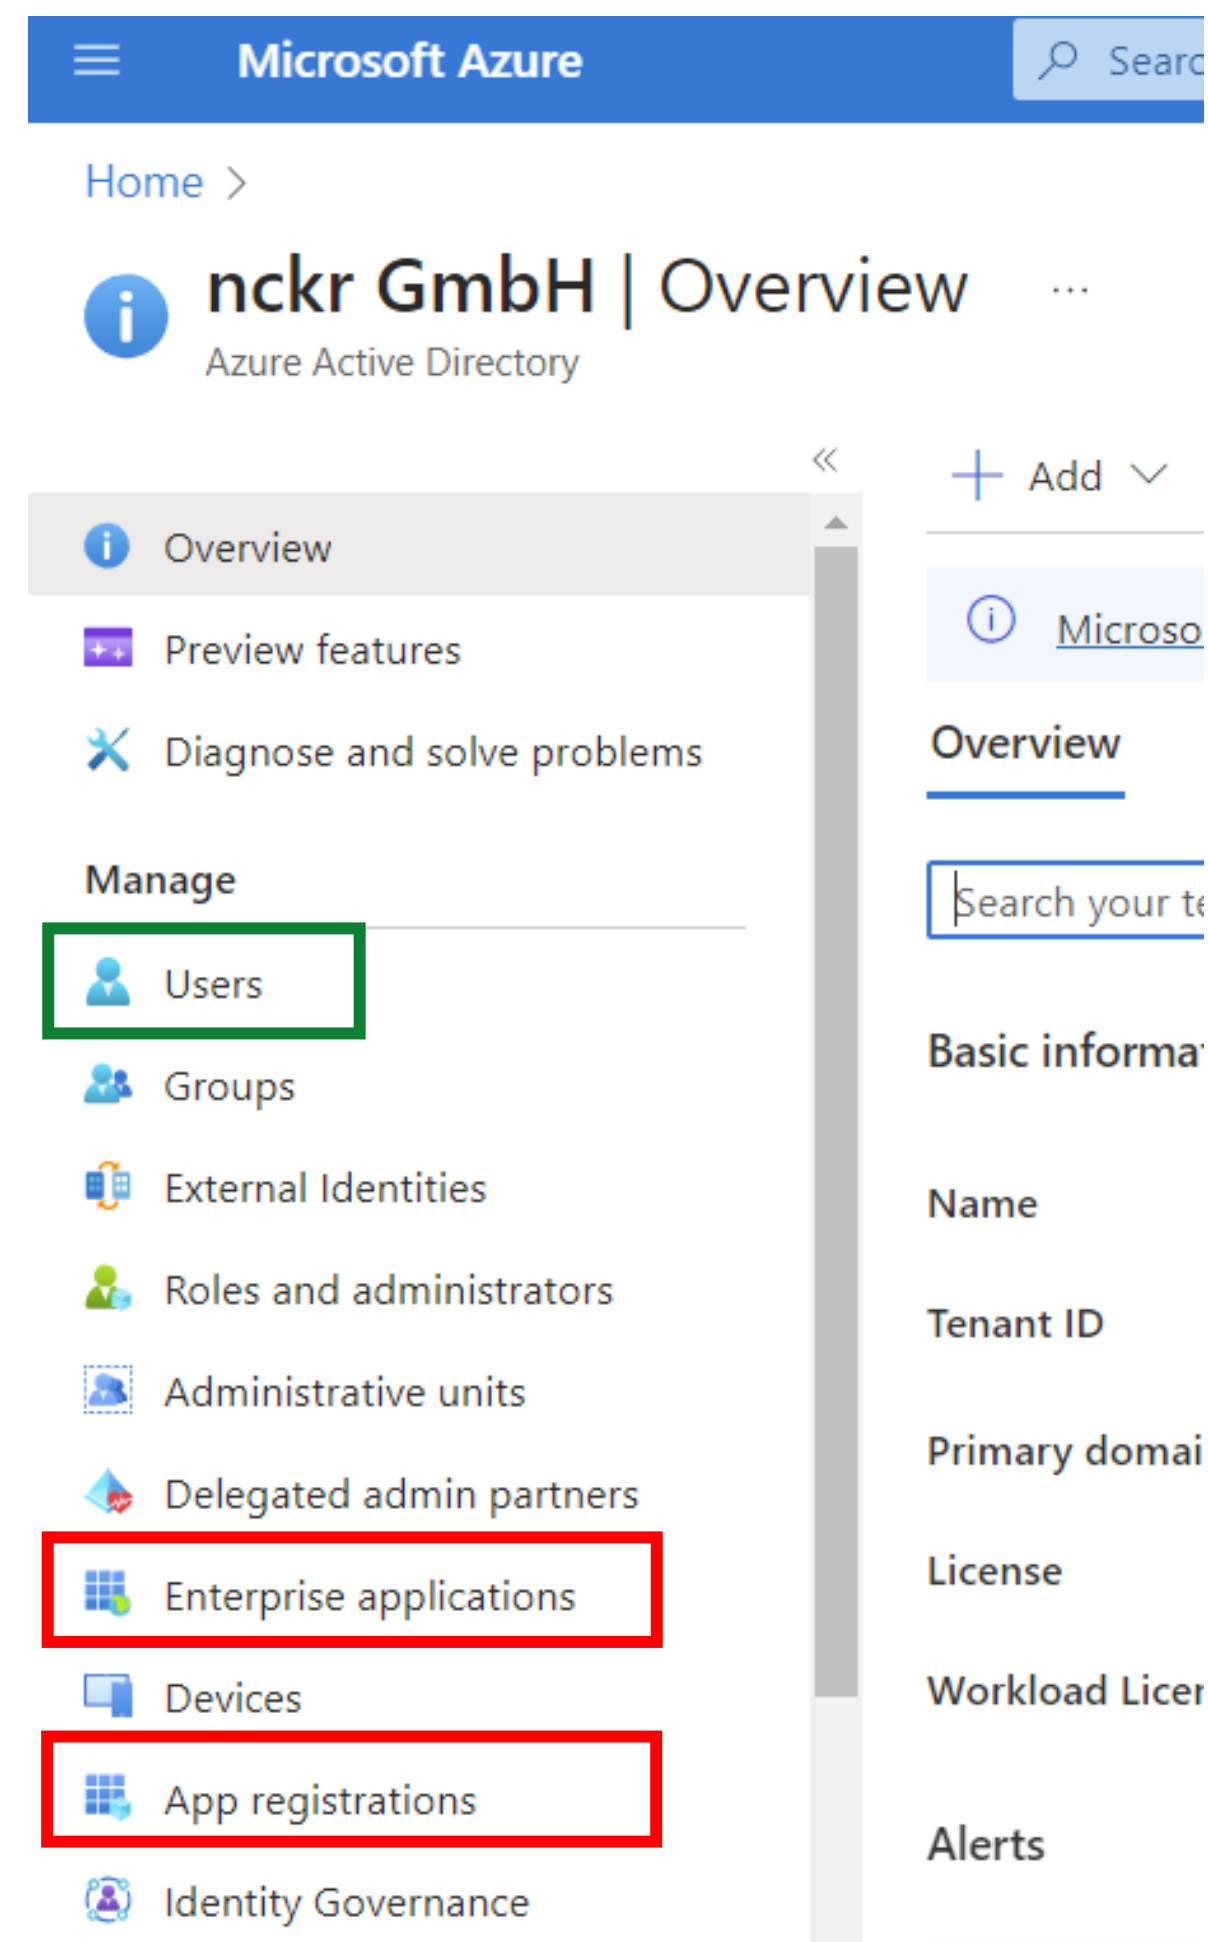 Microsoft Azure
Searc
Home >
nckr GmbH | Overview ...
Azure Active Directory
Add
Overview
Preview features
Diagnose and solve problems
Manage
Users
Groups
External Identities
Roles and administrators
Administrative units
Delegated admin partners
Enterprise applications
Devices
App registrations
Identity Governance
Microso
Overview
Search your te
Basic informa
Name
Tenant ID
Primary domai
License
Workload Licen
Alerts